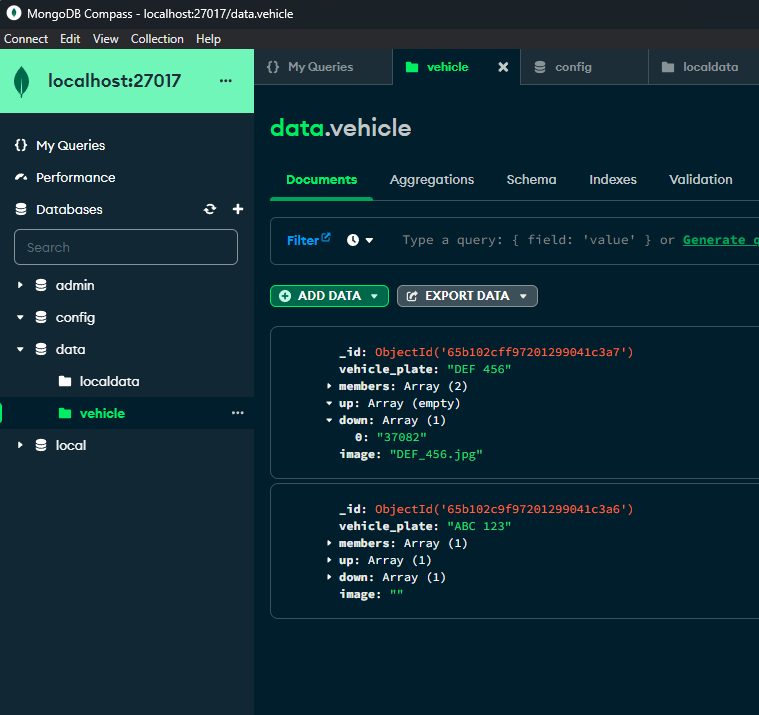 MongoDB Compass - localhost:27017/data.vehicle
Connect Edit View Collection Help
localhost:27017 ...
{} My Queries
Performance
Databases
Search
admin
config
data
localdata
vehicle ...
local
{} My Queries
vehicle
config
localdata
data.vehicle
Documents Aggregations Schema Indexes Validation
Filter Type a query: { field: 'value' } or Generate q
ADD DATA EXPORT DATA
_id: ObjectId('65b102cff97201299041c3a7')
vehicle_plate: "DEF 456"
members: Array (2)
up: Array (empty)
down: Array (1)
0: "37082"
image: "DEF_456.jpg"
_id: ObjectId('65b102c9f97201299041c3a6')
vehicle_plate: "ABC 123"
members: Array (1)
up: Array (1)
down: Array (1)
image: ""